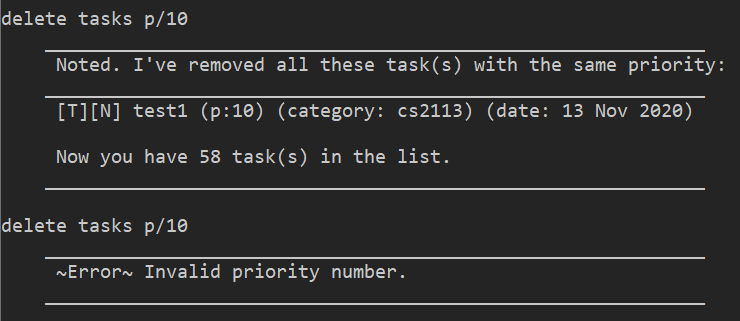 delete tasks p/10
Noted. I've removed all these task(s) with the same priority:
[T][N] test1 (p:10) (category: cs2113) (date: 13 Nov 2020)
Now you have 58 task(s) in the list.
delete tasks p/10
~Error~ Invalid priority number.